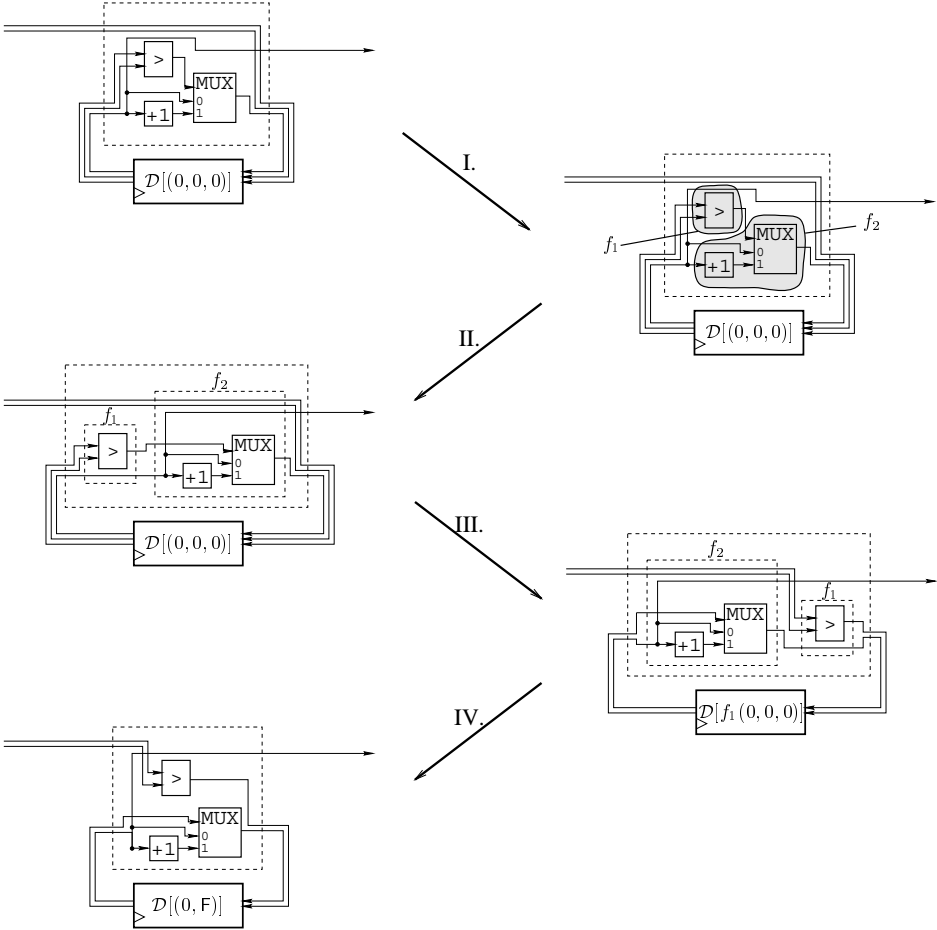 >
MUX
0
+1 1
𝒟[(0, 0, 0)]
I.
>
MUX
f₁
f₂
0
+1 1
𝒟[(0, 0, 0)]
II.
f₂
f₁
>
MUX
0
+1 1
𝒟[(0, 0, 0)]
III.
f₂
f₁
MUX
>
0
+1 1
𝒟[f₁(0, 0, 0)]
IV.
>
MUX
0
+1 1
𝒟[(0, F)]